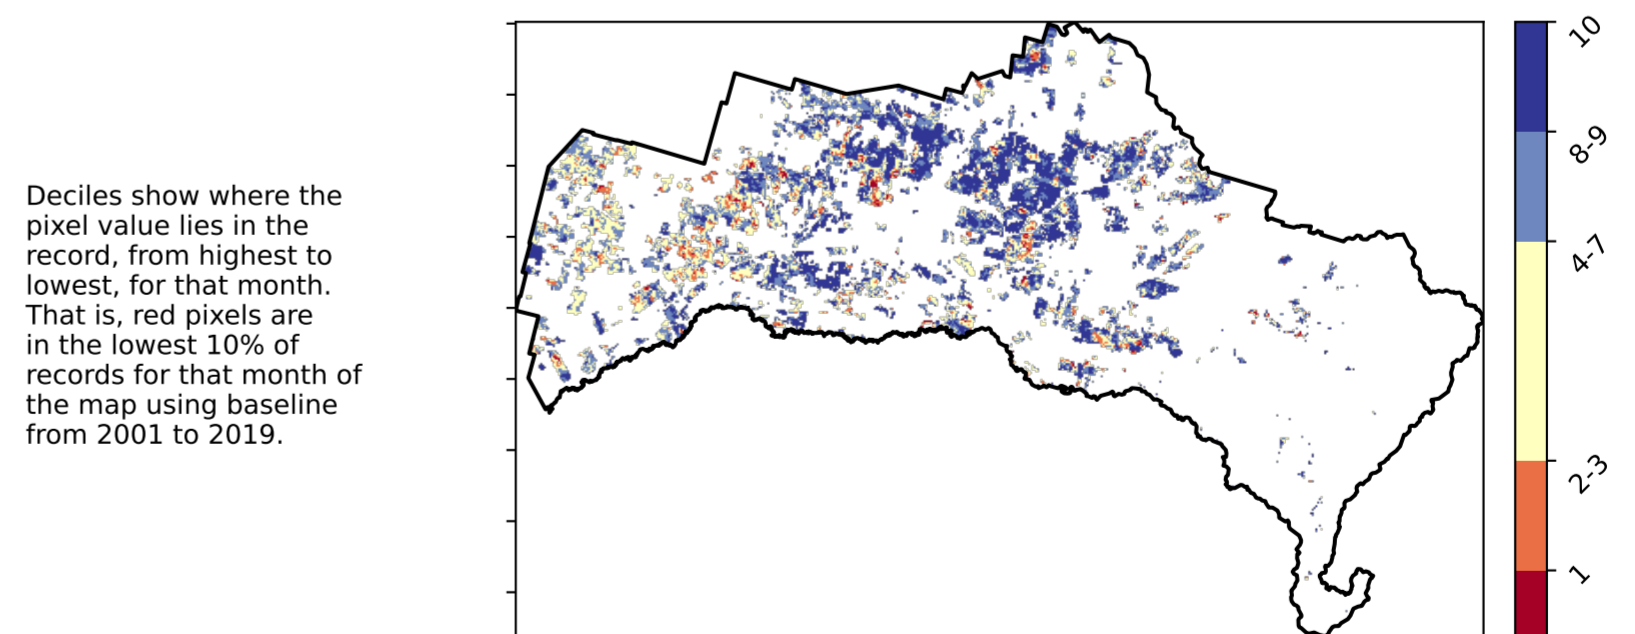 Deciles show where the
pixel value lies in the
record, from highest to
lowest, for that month.
That is, red pixels are
in the lowest 10% of
records for that month of
the map using baseline
from 2001 to 2019.
10
8-9
4-7
2-3
1